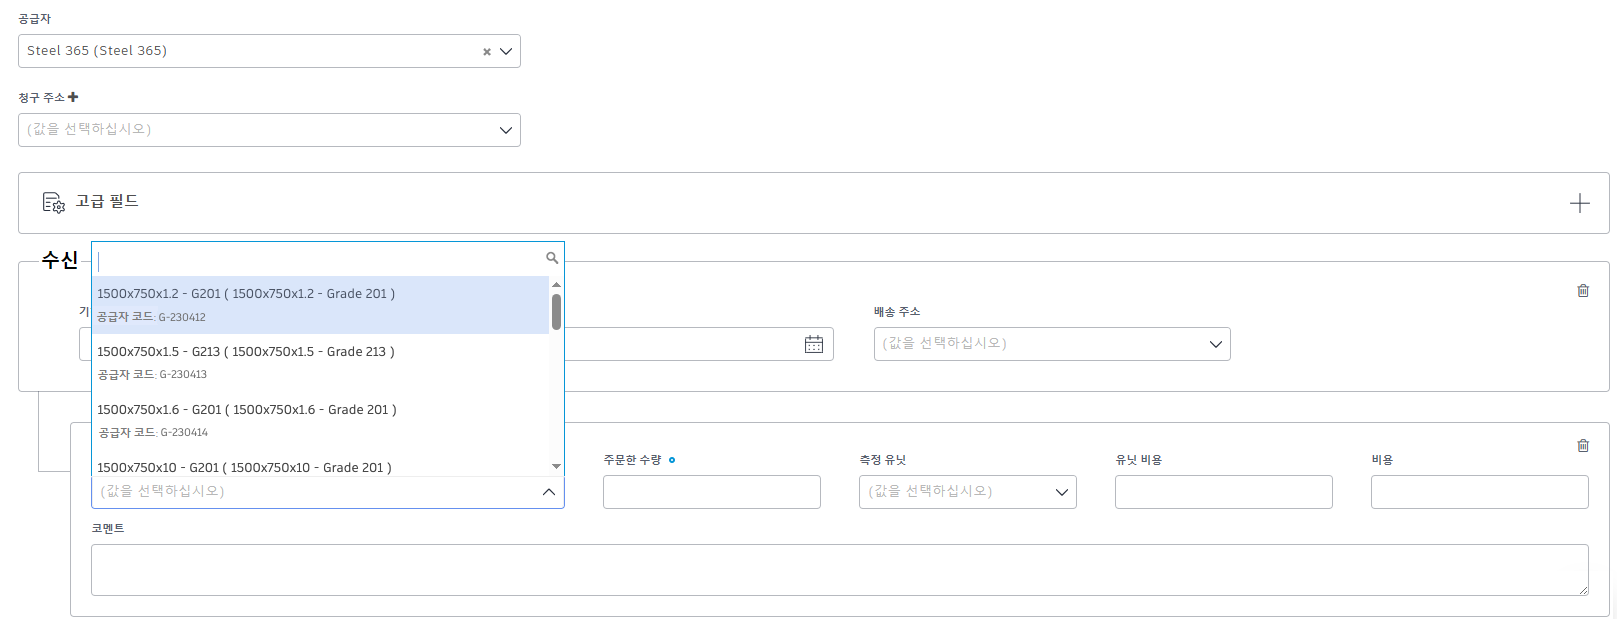 공급자
Steel 365 (Steel 365)
청구 주소
(값을 선택하십시오)
고급 필드
수신
1500x750x1.2 - G201 ( 1500x750x1.2 - Grade 201 )
공급자 코드: G-230412
1500x750x1.5 - G213 ( 1500x750x1.5 - Grade 213 )
공급자 코드: G-230413
1500x750x1.6 - G201 ( 1500x750x1.6 - Grade 201 )
공급자 코드: G-230414
1500x750x10 - G201 ( 1500x750x10 - Grade 201 )
(값을 선택하십시오)
기
배송 주소
(값을 선택하십시오)
주문한 수량
측정 유닛
(값을 선택하십시오)
유닛 비용
비용
코멘트